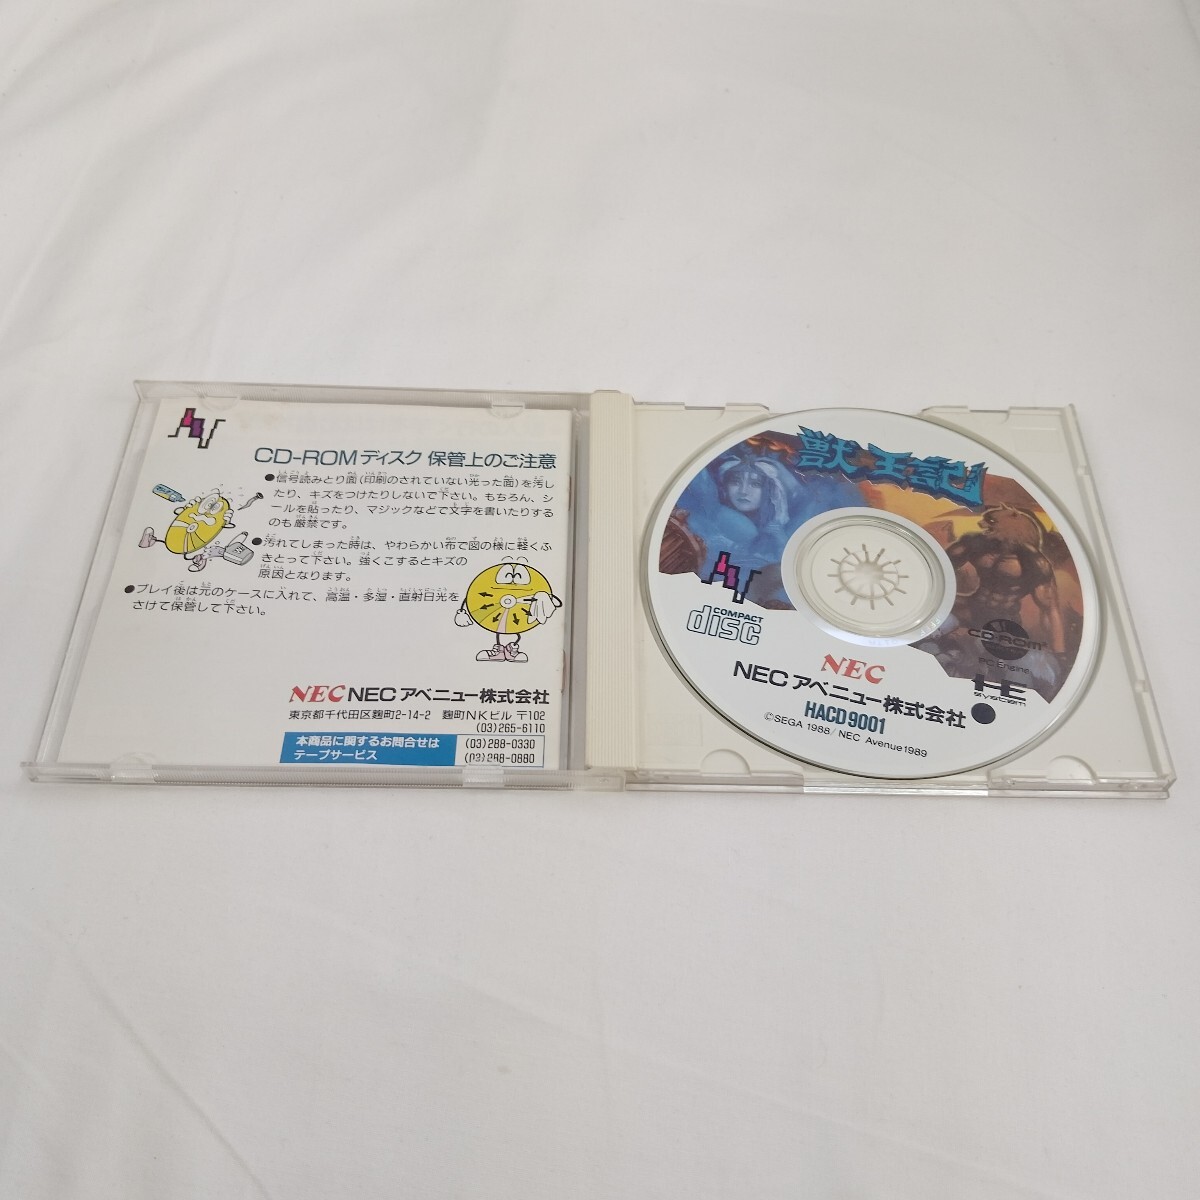 CD-ROMディスク 保管上のご注意
●信号読みとり面(印刷のされていない光った面)を汚し
たり、キズをつけたりしないで下さい。もちろん、シ
ールを貼ったり、マジックなどで文字を書いたりする
のも厳禁です。
●汚れてしまった時は、やわらかい布で図の様に軽くふ
きとって下さい。強くこするとキズの
原因となります。
●プレイ後は元のケースに入れて、高温・多湿・直射日光を
さけて保管して下さい。
NEC NECアベニュー株式会社
東京都千代田区麹町2-14-2 麹町NKビル 〒102
(03)265-6110
本商品に関するお問合せは
テープサービス
(03)288-0330
(03)288-0880
獣王記
COMPACT
disc
CD-ROM²
PC Engine
HE
System
NEC
NECアベニュー株式会社
HACD9001
©SEGA 1988/NEC Avenue 1989